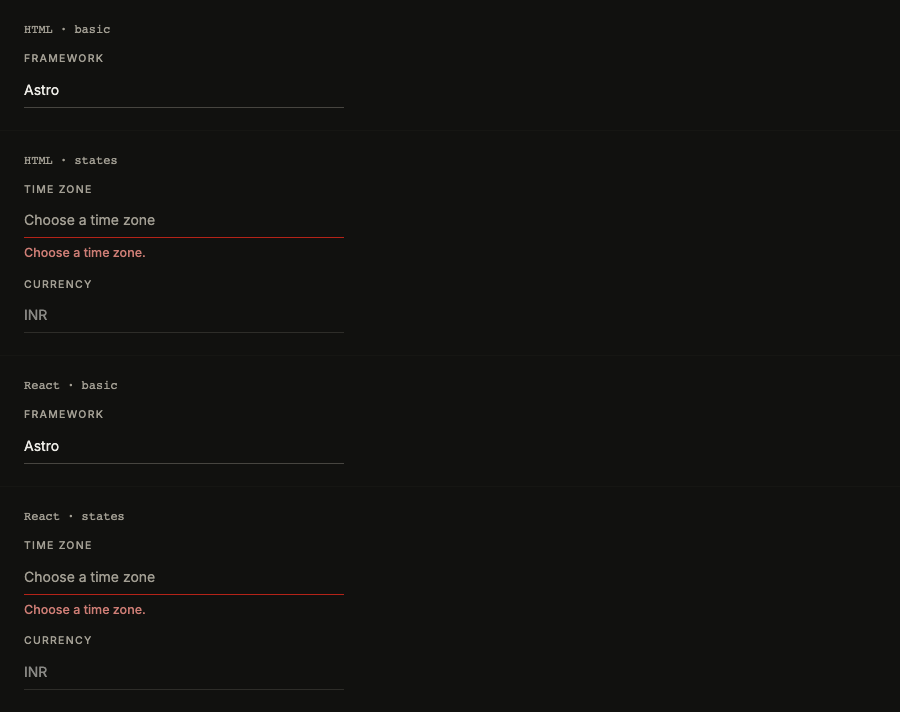 HTML · basic
FRAMEWORK
Astro
HTML · states
TIME ZONE
Choose a time zone
Choose a time zone.
CURRENCY
INR
React · basic
FRAMEWORK
Astro
React · states
TIME ZONE
Choose a time zone
Choose a time zone.
CURRENCY
INR